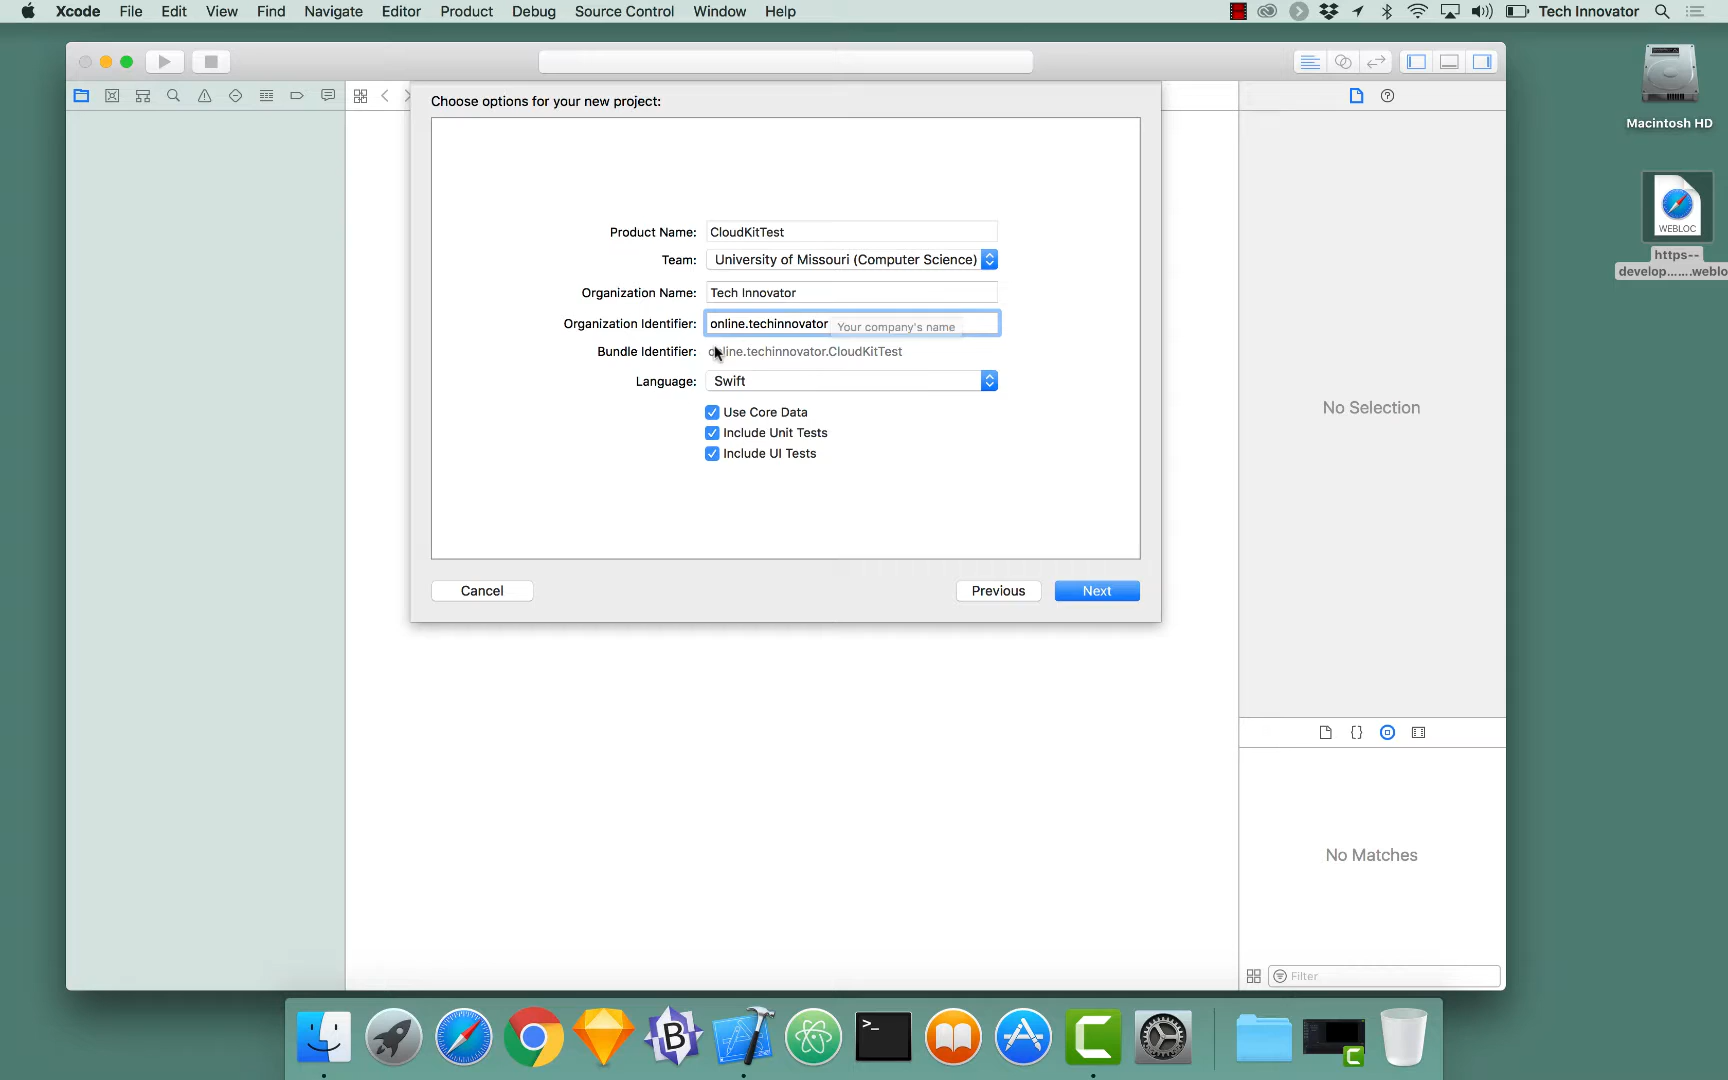 Xcode File Edit View Find Navigate Editor Product Debug Source Control Window Help Tech Innovator
Macintosh HD
WEBLOC
https--
develop.......weblo
Choose options for your new project:
Product Name: CloudKitTest
Team: University of Missouri (Computer Science)
Organization Name: Tech Innovator
Organization Identifier: online.techinnovator
Your company's name
Bundle Identifier: online.techinnovator.CloudKitTest
Language: Swift
Use Core Data
Include Unit Tests
Include UI Tests
Cancel Previous Next
No Selection
No Matches
Filter